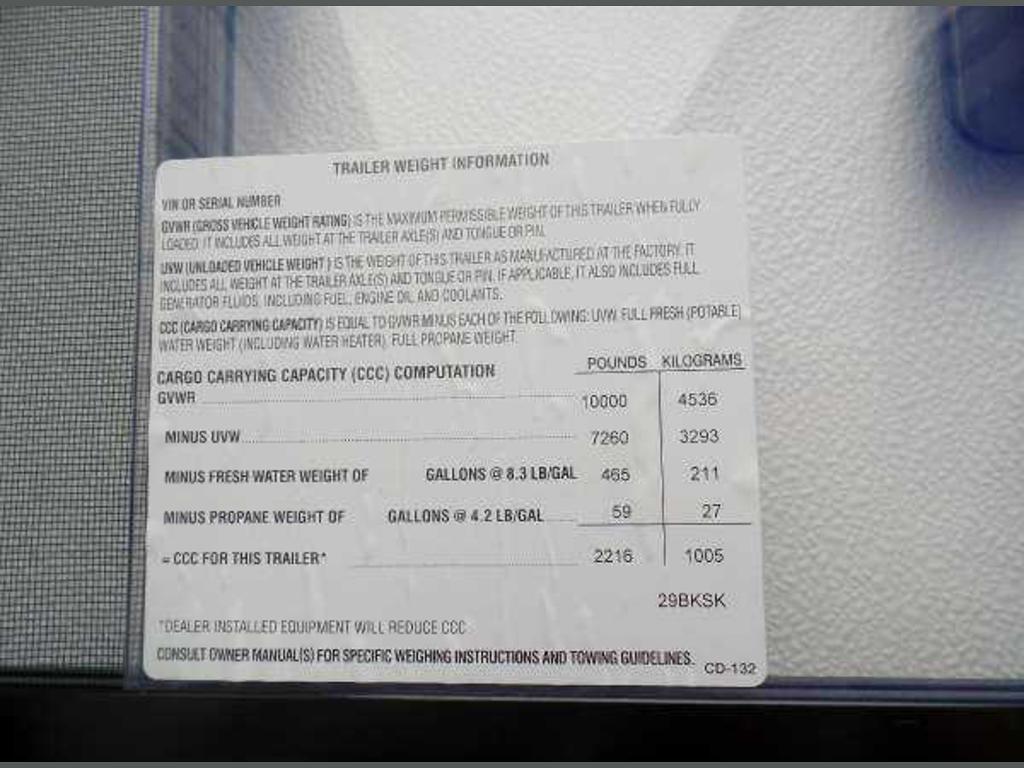 TRAILER WEIGHT INFORMATION
VIN OR SERIAL NUMBER
GVWR (GROSS VEHICLE WEIGHT RATING) IS THE MAXIMUM PERMISSIBLE WEIGHT OF THIS TRAILER WHEN FULLY
LOADED. IT INCLUDES ALL WEIGHT AT THE TRAILER AXLE(S) AND TONGUE OR PIN.
UVW (UNLOADED VEHICLE WEIGHT ) IS THE WEIGHT OF THIS TRAILER AS MANUFACTURED AT THE FACTORY. IT
INCLUDES ALL WEIGHT AT THE TRAILER AXLE(S) AND TONGUE OR PIN. IF APPLICABLE, IT ALSO INCLUDES FULL
GENERATOR FLUIDS, INCLUDING FUEL, ENGINE OIL AND COOLANTS.
CCC (CARGO CARRYING CAPACITY) IS EQUAL TO GVWR MINUS EACH OF THE FOLLOWING: UVW, FULL FRESH (POTABLE)
WATER WEIGHT (INCLUDING WATER HEATER), FULL PROPANE WEIGHT.
POUNDS KILOGRAMS
CARGO CARRYING CAPACITY (CCC) COMPUTATION
GVWR 10000 4536
MINUS UVW 7260 3293
MINUS FRESH WATER WEIGHT OF GALLONS @ 8.3 LB/GAL 465 211
MINUS PROPANE WEIGHT OF GALLONS @ 4.2 LB/GAL 59 27
= CCC FOR THIS TRAILER* 2216 1005
29BKSK
*DEALER INSTALLED EQUIPMENT WILL REDUCE CCC
CONSULT OWNER MANUAL(S) FOR SPECIFIC WEIGHING INSTRUCTIONS AND TOWING GUIDELINES. CD-132